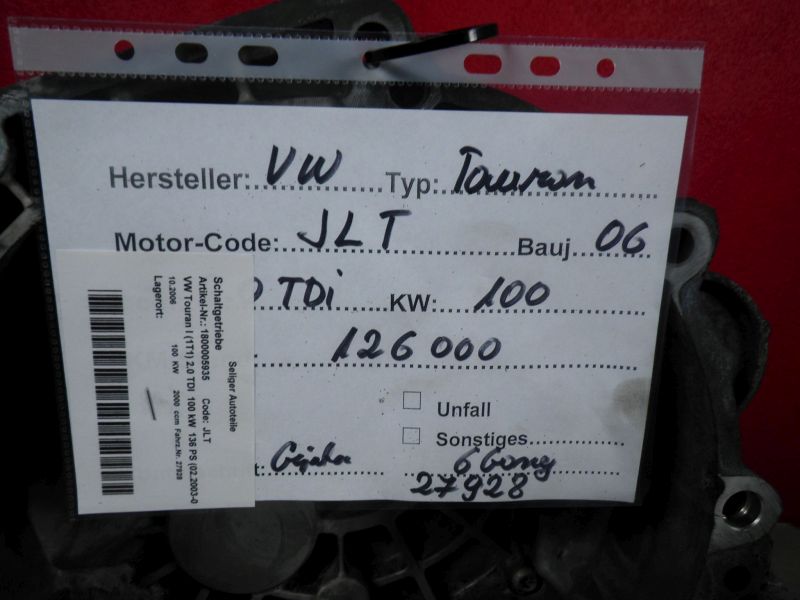 Hersteller: VW Typ: Touran
Motor-Code: JLT Bauj. 06
TDi KW: 100
126000
Unfall
Sonstiges
6 Gang
27928
Seliger Autoteile
Schaltgetriebe
Artikel-Nr.: 1800005935 Code: JLT
VW Touran I (1T1) 2.0 TDI 100 kW 136 PS (02.2003-0
10.2006 100 KW 2000 ccm Fahrz.Nr. 27928
Lagerort: